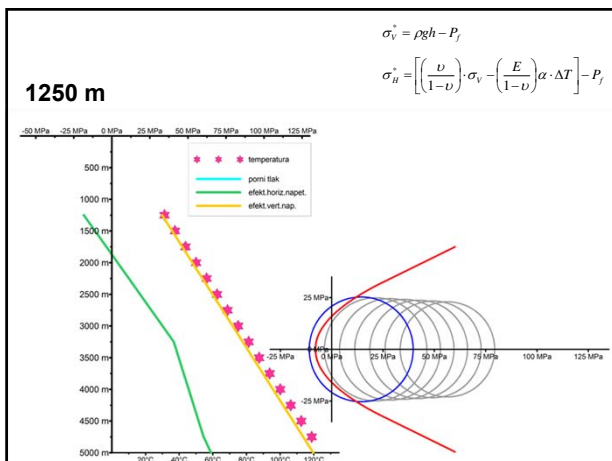 σ*V = ρgh − Pf
σ*H = [(υ/1−υ)·σV − (E/1−υ)α·ΔT] − Pf
1250 m
-50 MPa -25 MPa 0 MPa 25 MPa 50 MPa 75 MPa 100 MPa 125 MPa
500 m
1000 m
1500 m
2000 m
2500 m
3000 m
3500 m
4000 m
4500 m
5000 m
temperatura
porni tlak
efekt.horiz.napet.
efekt.vert.nap.
20°C 40°C 60°C 80°C 100°C 120°C
25 MPa
-25 MPa 0 MPa 25 MPa 50 MPa 75 MPa 100 MPa 125 MPa
0 MPa
-25 MPa